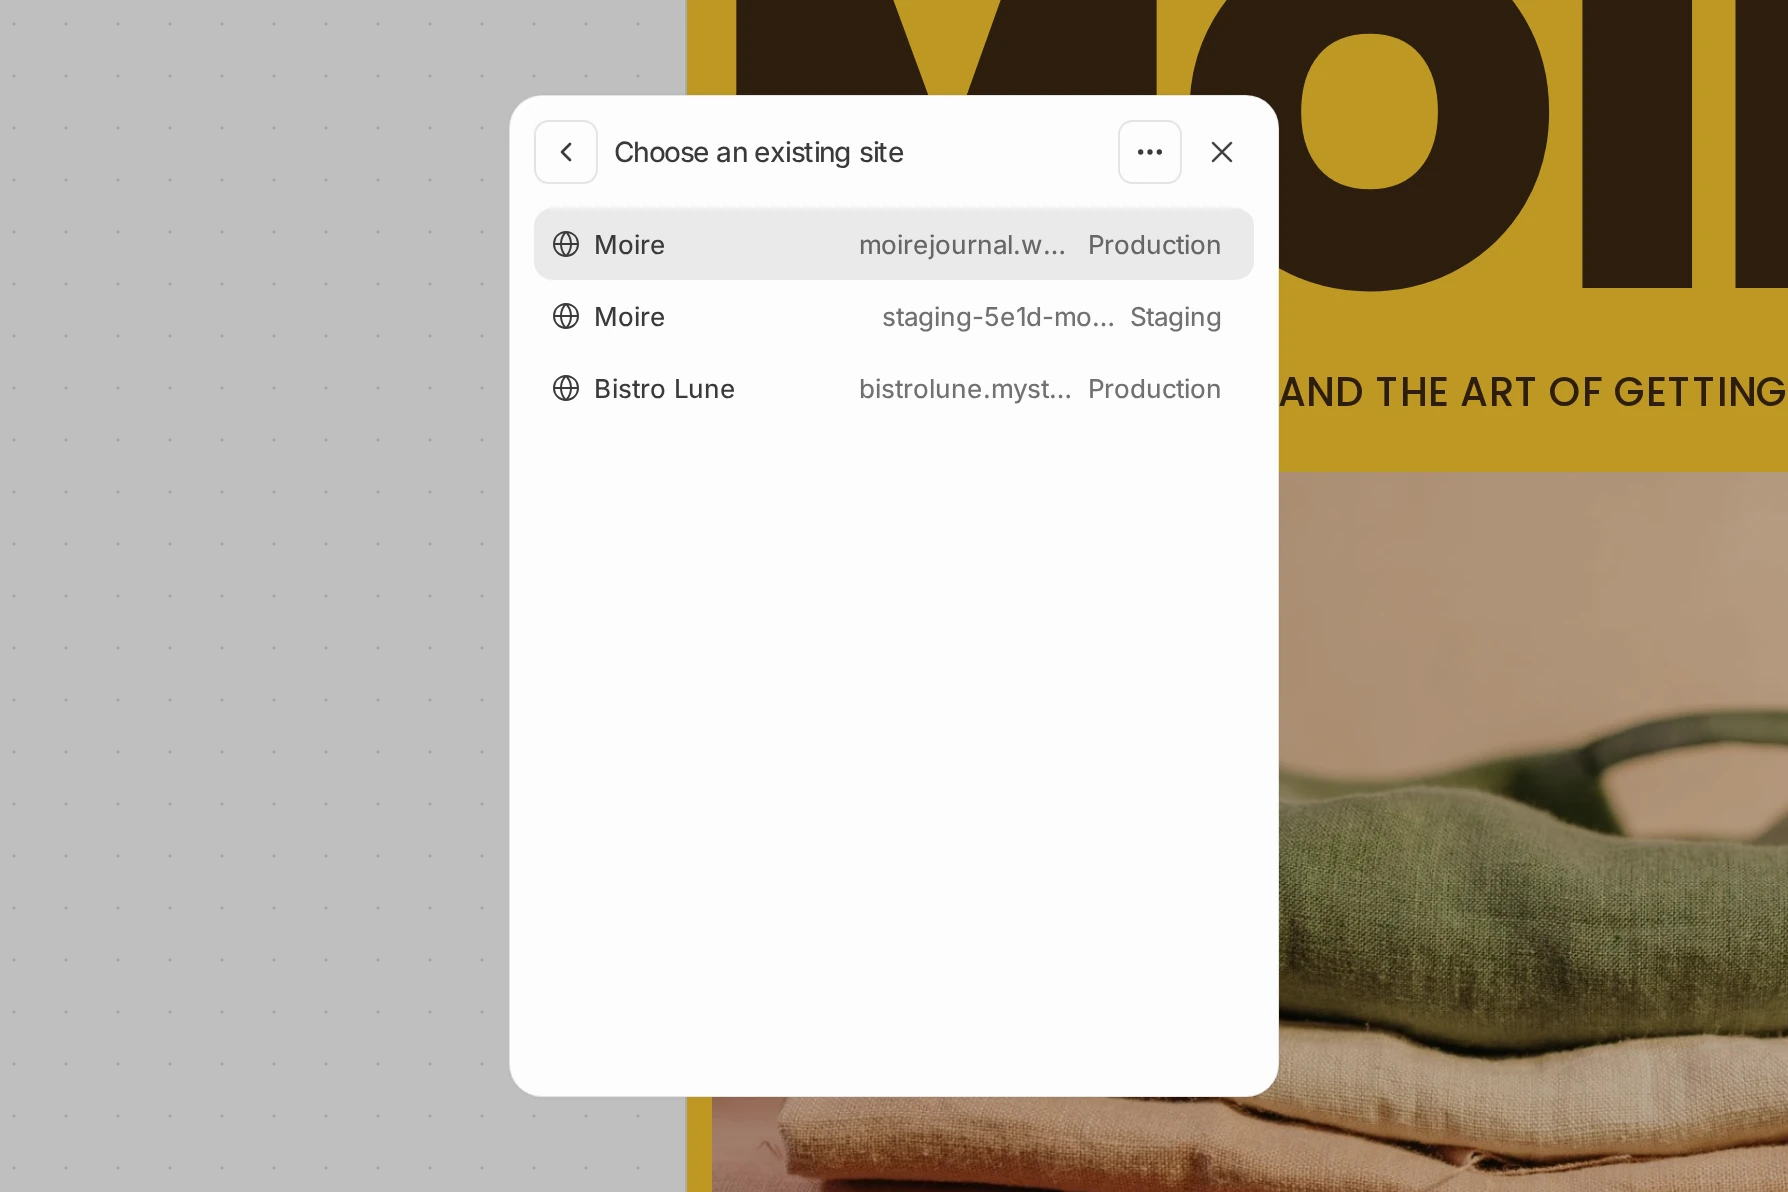 Choose an existing site
Moire moirejournal.w... Production
Moire staging-5e1d-mo... Staging
Bistro Lune bistrolune.myst... Production
AND THE ART OF GETTING